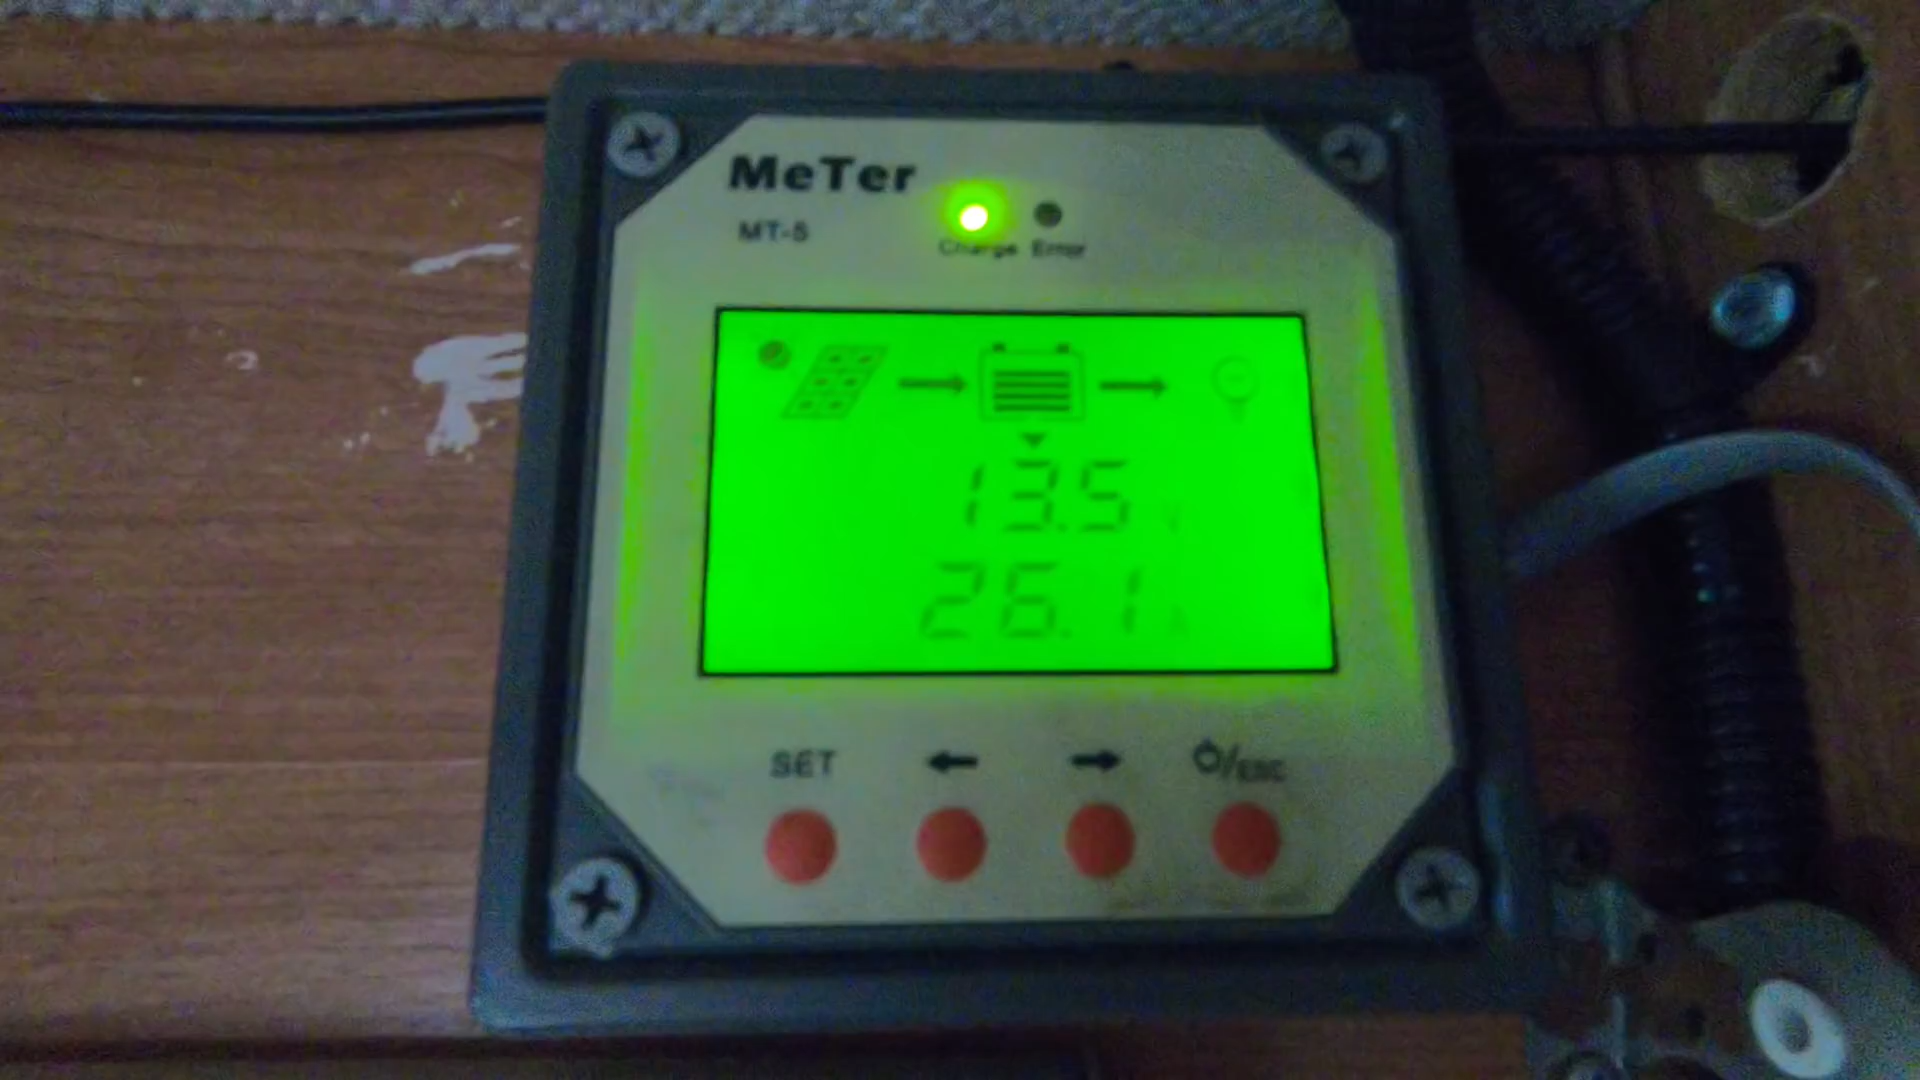 MeTer
MT-5
Charge Error
13.5 V
26.1 A
SET
/ESC